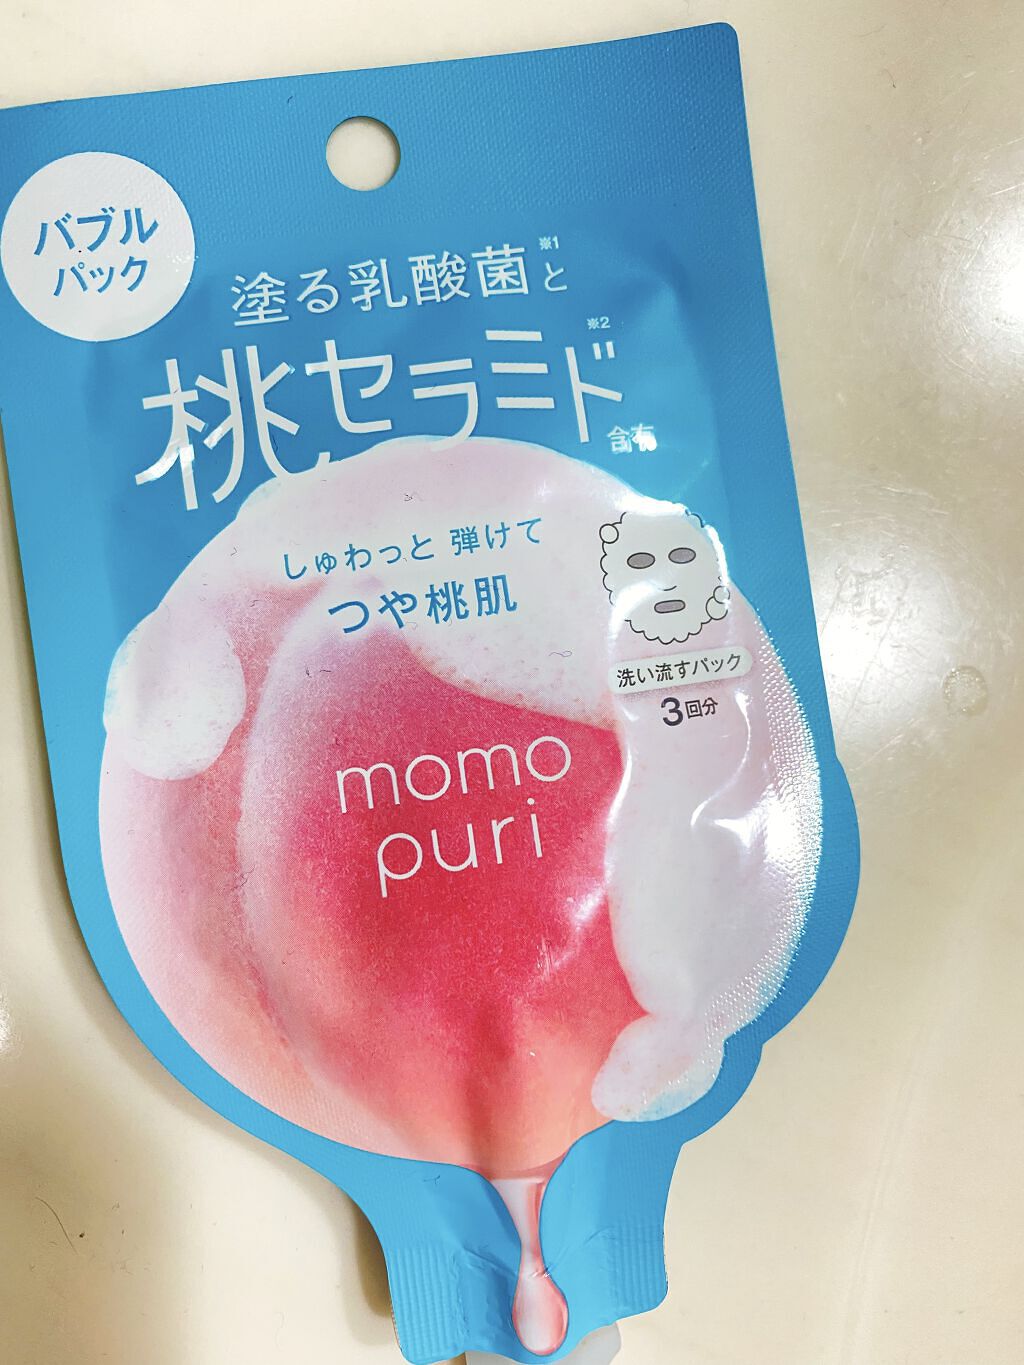 バブル
パック
塗る乳酸菌※1と
桃セラミド※2
含有
しゅわっと 弾けて
つや桃肌
洗い流すパック
3回分
momo
puri